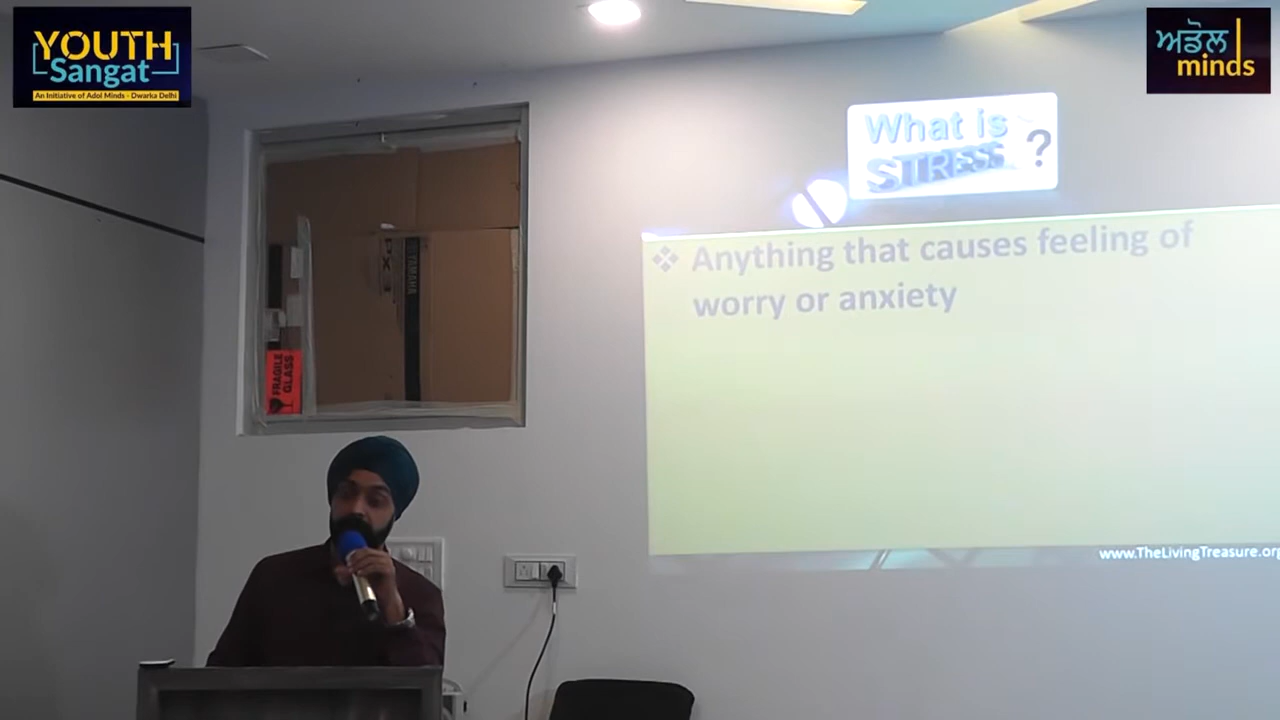 YOUTH
Sangat
An Initiative of Adol Minds - Dwarka Delhi
ਅਡੋਲ
minds
What is
STRESS ?
Anything that causes feeling of
worry or anxiety
YAMAHA
FRAGILE
GLASS
www.TheLivingTreasure.org